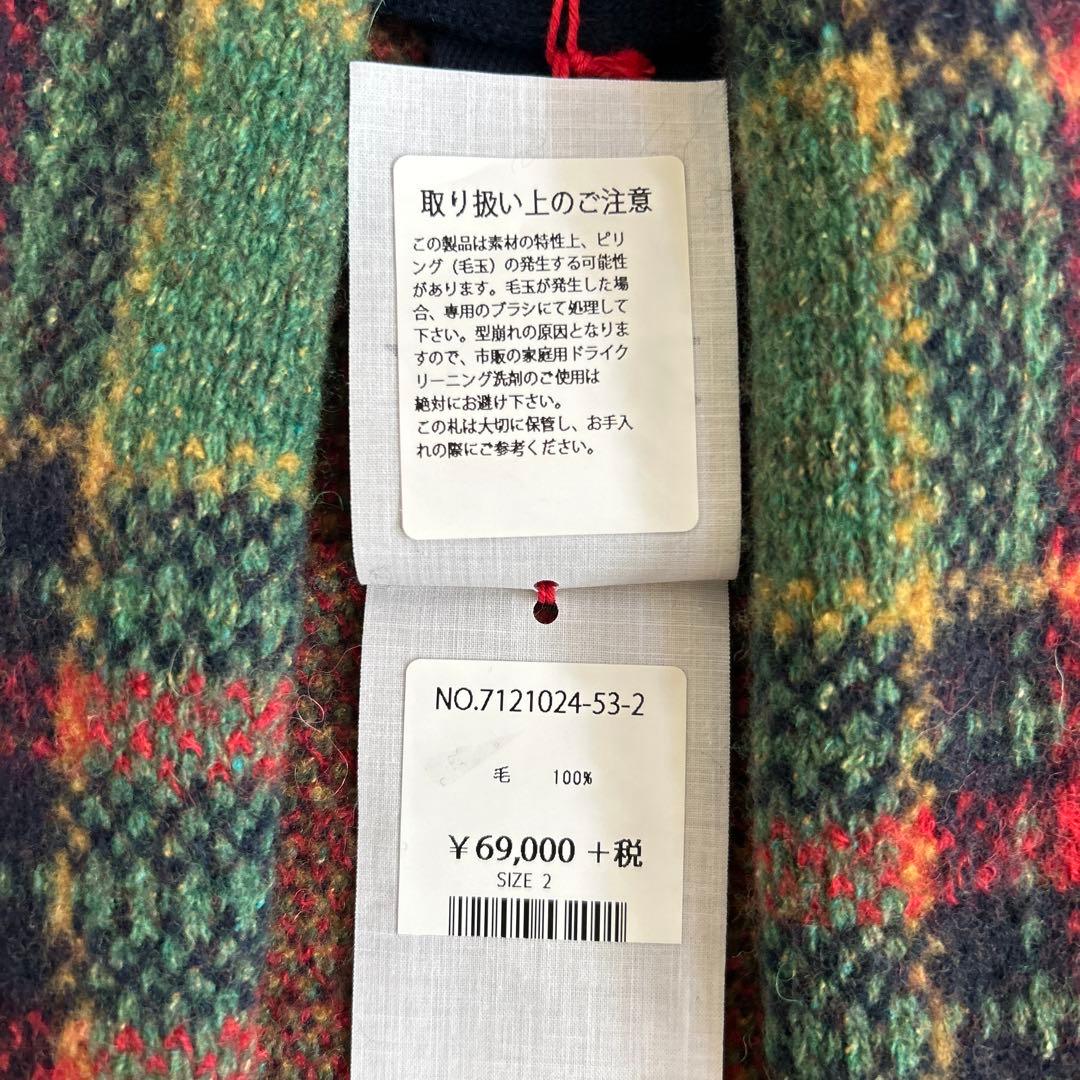 取り扱い上のご注意
この製品は素材の特性上、ピリ
ング（毛玉）の発生する可能性
があります。毛玉が発生した場
合、専用のブラシにて処理して
下さい。型崩れの原因となりま
すので、市販の家庭用ドライク
リーニング洗剤のご使用は
絶対にお避け下さい。
この札は大切に保管し、お手入
れの際にご参考ください。
NO.7121024-53-2
毛 100%
￥69,000 +税
SIZE 2